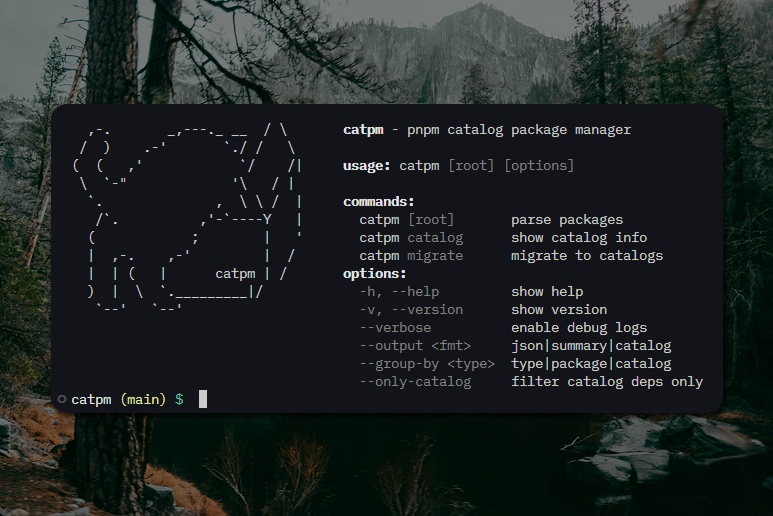 catpm - pnpm catalog package manager
usage: catpm [root] [options]
commands:
catpm [root] parse packages
catpm catalog show catalog info
catpm migrate migrate to catalogs
options:
-h, --help show help
-v, --version show version
--verbose enable debug logs
--output <fmt> json|summary|catalog
--group-by <type> type|package|catalog
--only-catalog filter catalog deps only
catpm
catpm (main) $